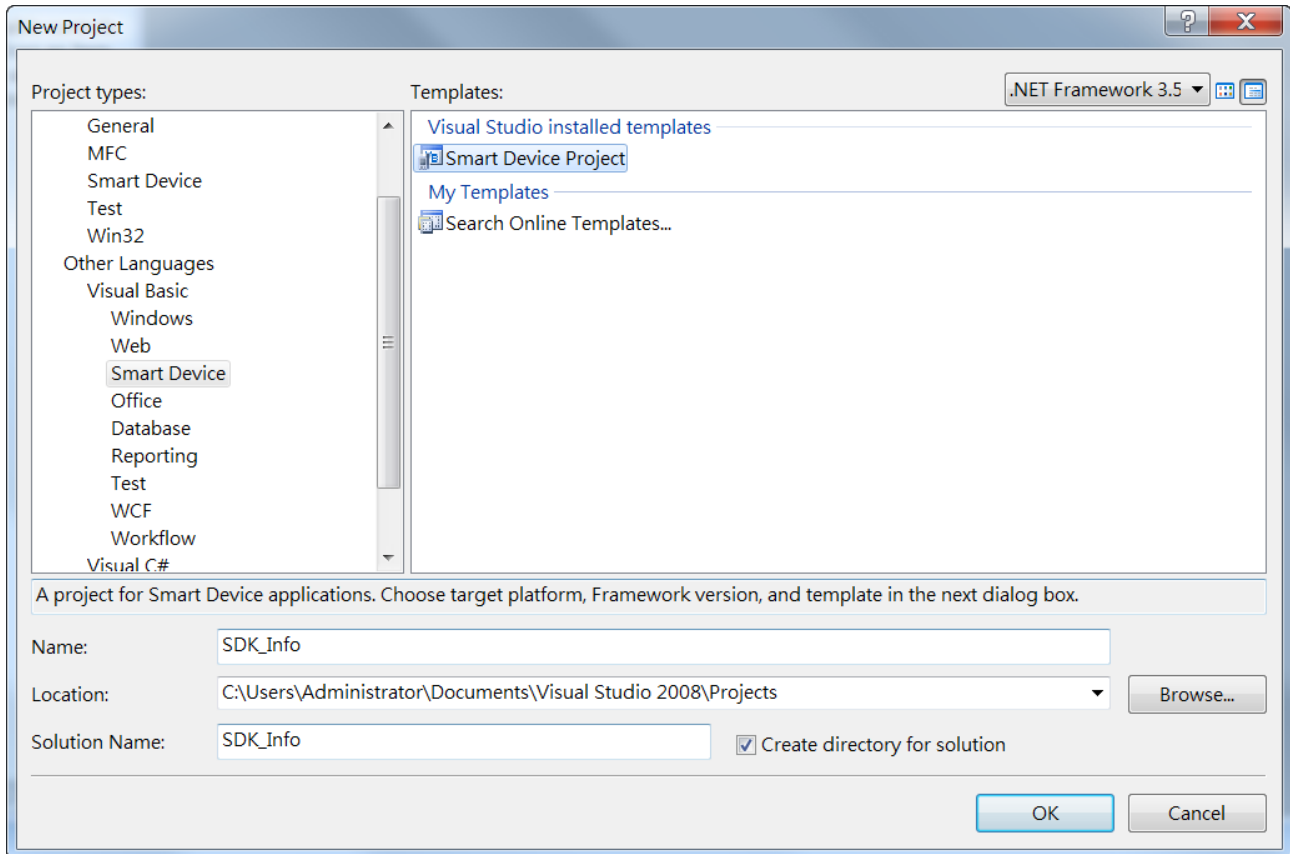 New Project
Project types:
Templates:
.NET Framework 3.5
General
MFC
Smart Device
Test
Win32
Other Languages
Visual Basic
Windows
Web
Smart Device
Office
Database
Reporting
Test
WCF
Workflow
Visual C#
Visual Studio installed templates
Smart Device Project
My Templates
Search Online Templates...
A project for Smart Device applications. Choose target platform, Framework version, and template in the next dialog box.
Name:
SDK_Info
Location:
C:\Users\Administrator\Documents\Visual Studio 2008\Projects
Browse...
Solution Name:
SDK_Info
Create directory for solution
OK
Cancel